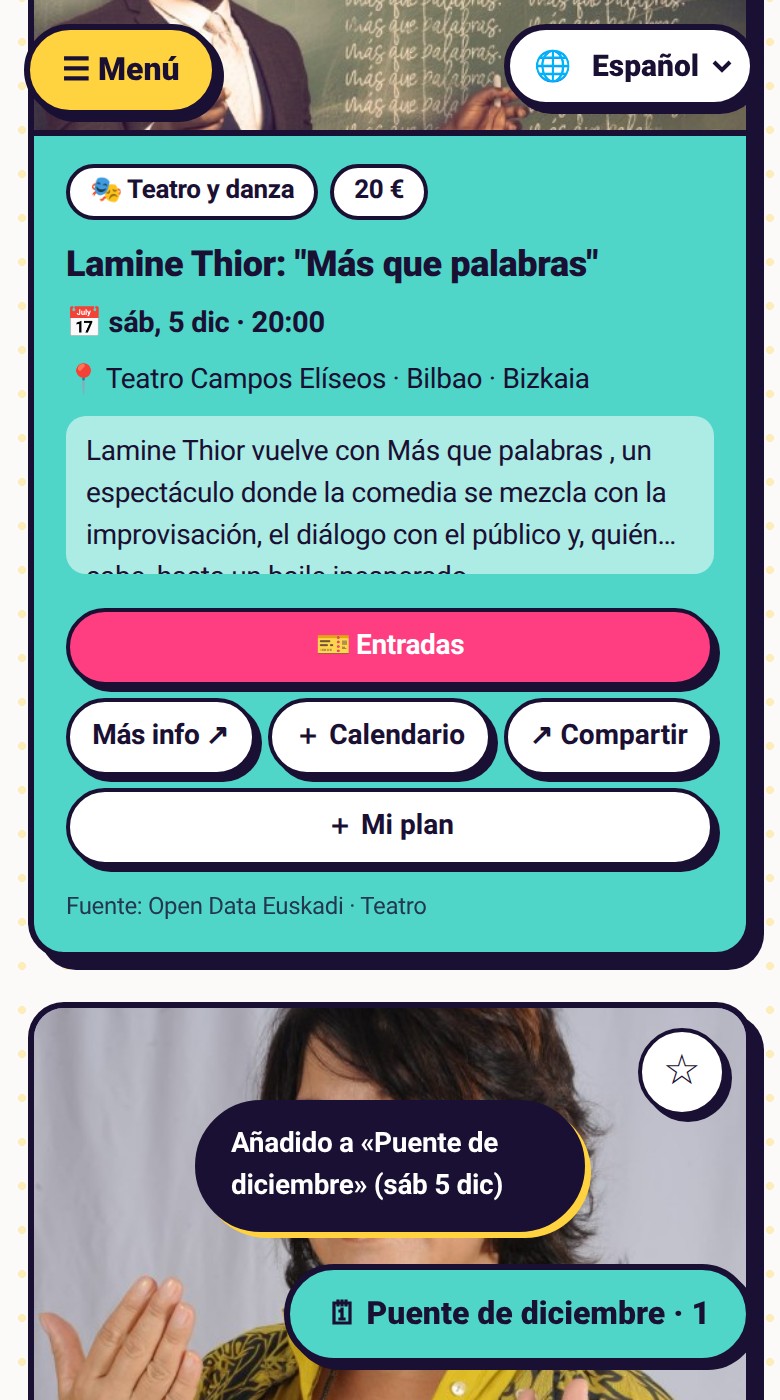 más que palabras.
más que palabras.
más que palabras.
☰ Menú
🌐 Español
🎭 Teatro y danza
20 €
Lamine Thior: "Más que palabras"
📅 sáb, 5 dic · 20:00
📍 Teatro Campos Elíseos · Bilbao · Bizkaia
Lamine Thior vuelve con Más que palabras , un
espectáculo donde la comedia se mezcla con la
improvisación, el diálogo con el público y, quién…
🎫 Entradas
Más info ↗
+ Calendario
↗ Compartir
+ Mi plan
Fuente: Open Data Euskadi · Teatro
☆
Añadido a «Puente de
diciembre» (sáb 5 dic)
🗓 Puente de diciembre · 1